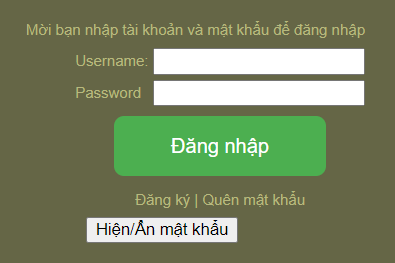 Mời bạn nhập tài khoản và mật khẩu để đăng nhập
Username:
Password
Đăng nhập
Đăng ký | Quên mật khẩu
Hiện/Ẩn mật khẩu